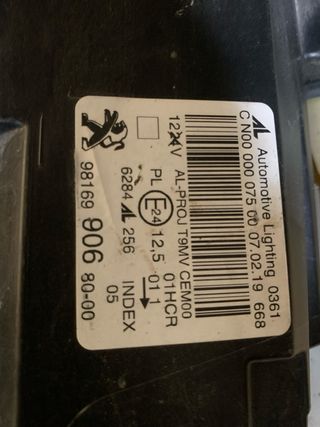 AL Automotive Lighting 0361
C N00 000 075 00 07.02.19 668
1224V AL-PROJ T9MV CEM00
PL E24 12,5 01 1 01HCR
6284 AL 256 INDEX
98169 906 80-00 05